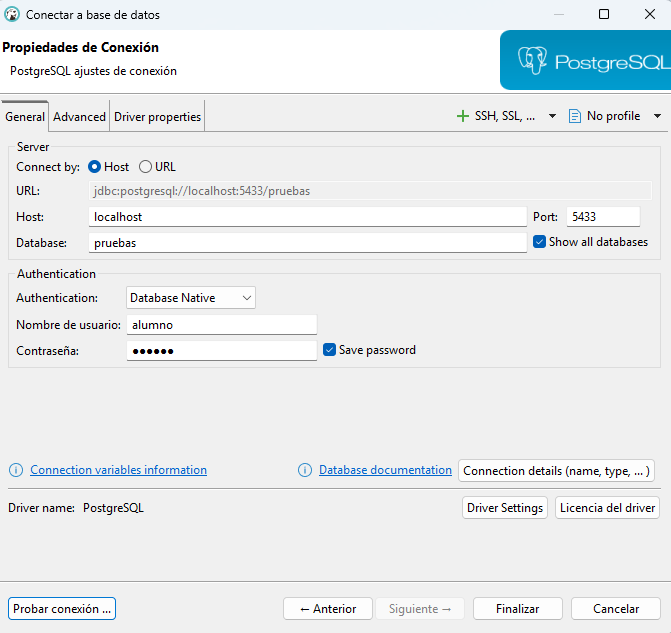 Conectar a base de datos
Propiedades de Conexión
PostgreSQL ajustes de conexión
PostgreSQL
General Advanced Driver properties
SSH, SSL, ... No profile
Server
Connect by: Host URL
URL: jdbc:postgresql://localhost:5433/pruebas
Host: localhost Port: 5433
Database: pruebas Show all databases
Authentication
Authentication: Database Native
Nombre de usuario: alumno
Contraseña: ●●●●●● Save password
Connection variables information Database documentation Connection details (name, type, ... )
Driver name: PostgreSQL Driver Settings Licencia del driver
Probar conexión ... ← Anterior Siguiente → Finalizar Cancelar